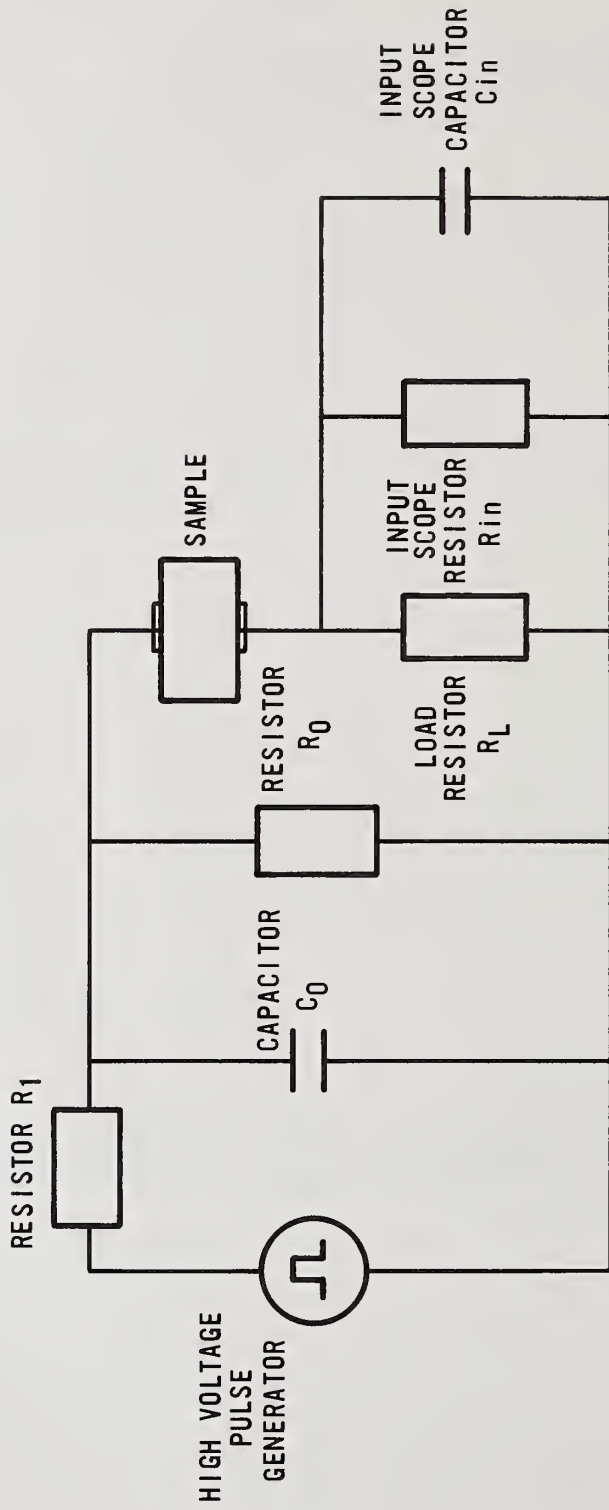 RESISTOR R1
HIGH VOLTAGE
PULSE
GENERATOR
CAPACITOR
C0
RESISTOR
R0
SAMPLE
LOAD
RESISTOR
RL
INPUT
SCOPE
RESISTOR
Rin
INPUT
SCOPE
CAPACITOR
Cin